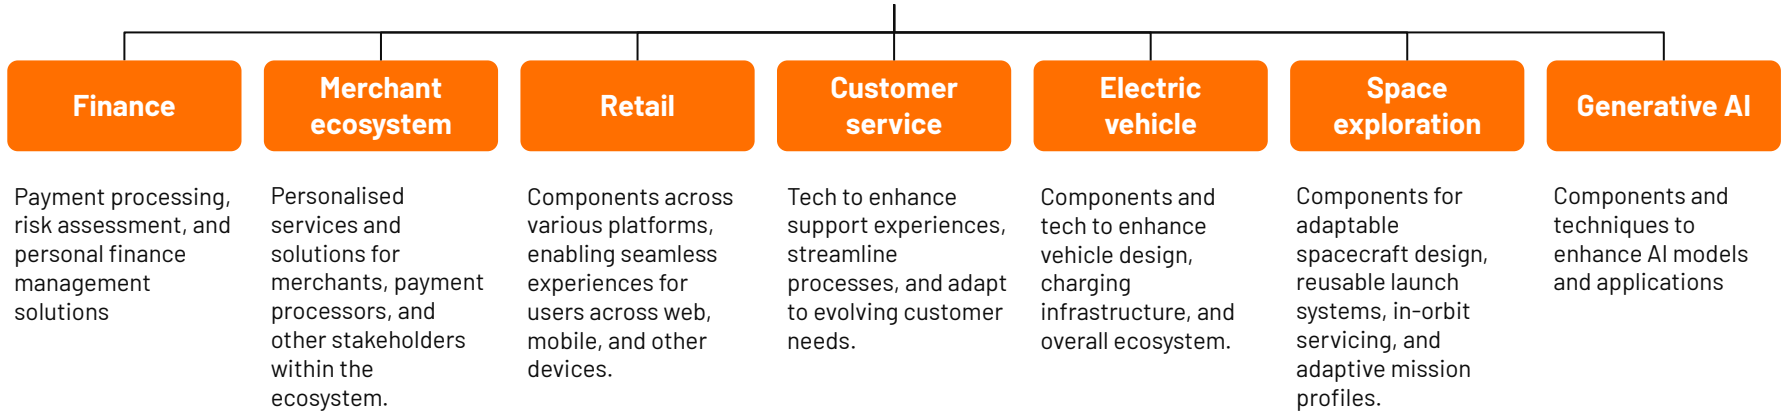 Finance
Payment processing,
risk assessment, and
personal finance
management
solutions
Merchant
ecosystem
Personalised
services and
solutions for
merchants, payment
processors, and
other stakeholders
within the
ecosystem.
Retail
Components across
various platforms,
enabling seamless
experiences for
users across web,
mobile, and other
devices.
Customer
service
Tech to enhance
support experiences,
streamline
processes, and adapt
to evolving customer
needs.
Electric
vehicle
Components and
tech to enhance
vehicle design,
charging
infrastructure, and
overall ecosystem.
Space
exploration
Components for
adaptable
spacecraft design,
reusable launch
systems, in-orbit
servicing, and
adaptive mission
profiles.
Generative AI
Components and
techniques to
enhance AI models
and applications